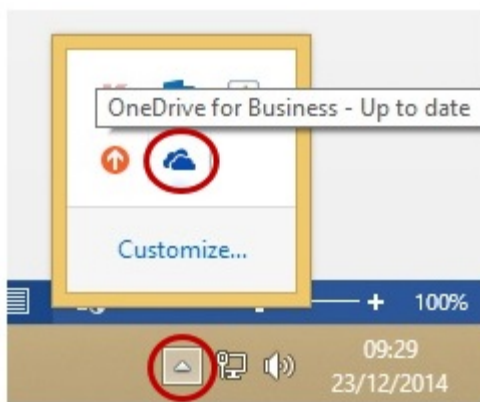 OneDrive for Business - Up to date
Customize...
100%
09:29
23/12/2014